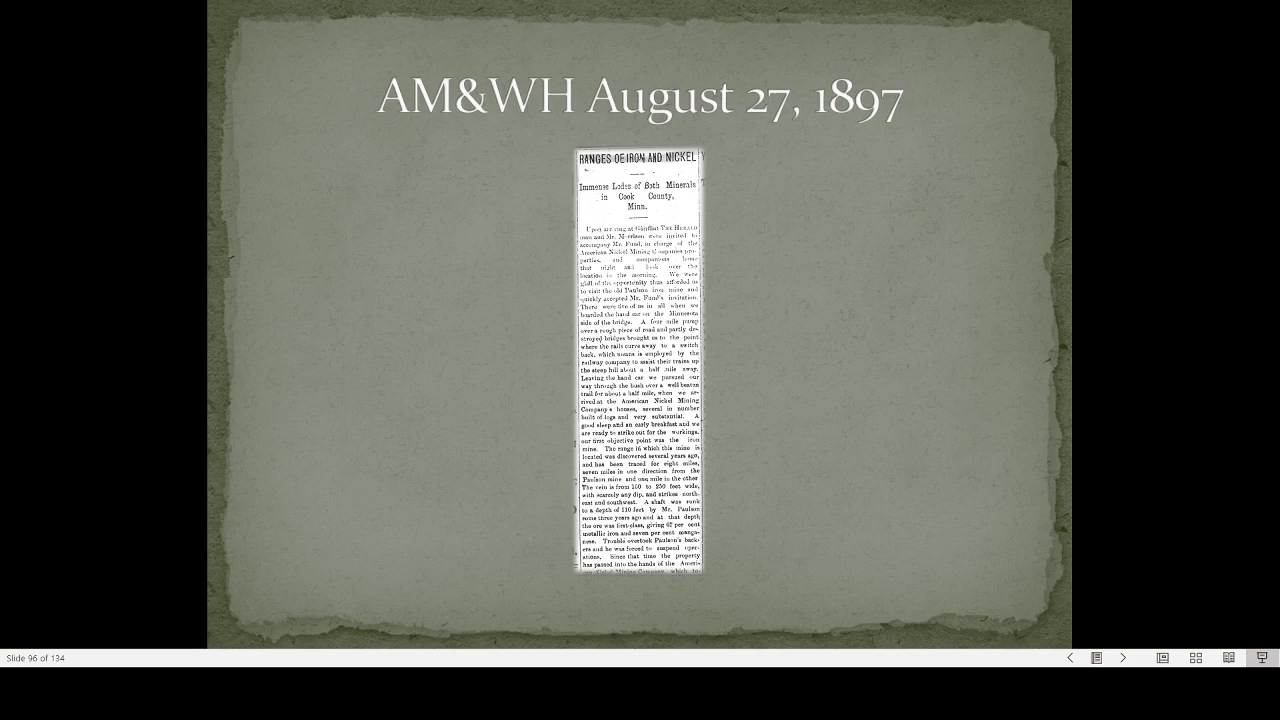 AM&WH August 27, 1897
RANGES OF IRON AND NICKEL
Immense Lodes of Both Minerals
in Cook County,
Minn.
Upon arriving at Gunflint THE HERALD
man and Mr. Morrison were invited to
accompany Mr. Fund, in charge of the
American Nickel Mining Companies pro-
perties, and companions home
that night and look over the
location in the morning. We were
glad of the opportunity thus afforded us
to visit the old Paulson iron mine and
quickly accepted Mr. Fund's invitation.
There were five of us in all when we
boarded the hand car on the Minnesota
side of the bridge. A four mile pump
over a rough piece of road and partly de-
stroyed bridges brought us to the point
where the rails curve away to a switch
back, which means is employed by the
railway company to assist their trains up
the steep hill about a half mile away.
Leaving the hand car we pursued our
way through the bush over a well beaten
trail for about a half mile, when we ar-
rived at the American Nickel Mining
Company's houses, several in number
built of logs and very substantial. A
good sleep and an early breakfast and we
are ready to strike out for the workings.
our first objective point was the iron
mine. The range 16 which this mine is
located was discovered several years ago,
and has been traced for eight miles,
seven miles in one direction from the
Paulson mine and one mile in the other
The vein is from 150 to 250 feet wide,
with scarcely any dip, and strikes north-
east and southwest. A shaft was sunk
to a depth of 110 feet by Mr. Paulson
some three years ago and at that depth
the ore was first-class, giving 67 per cent
metallic iron and seven per cent manga-
nese. Trouble overtook Paulson's back-
ers and he was forced to suspend oper-
ations. Since that time the property
has passed into the hands of the Ameri-
can Nickel Mining Company, which to-
Slide 96 of 134